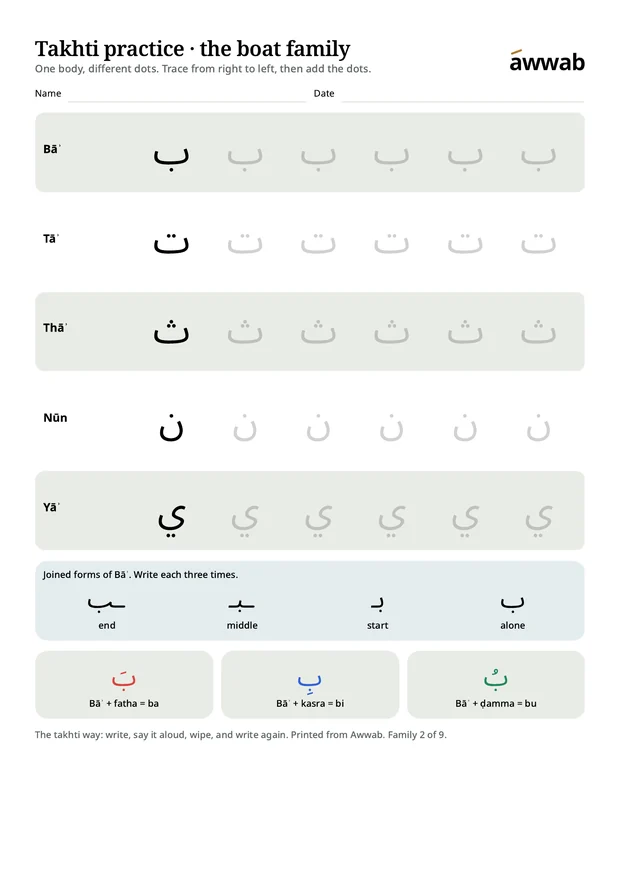 Takhti practice · the boat family
One body, different dots. Trace from right to left, then add the dots.
awwab
Name
Date
Bāʾ ب ب ب ب ب ب
Tāʾ ت ت ت ت ت ت
Thāʾ ث ث ث ث ث ث
Nūn ن ن ن ن ن ن
Yāʾ ي ي ي ي ي ي
Joined forms of Bāʾ. Write each three times.
ـب ـبـ بـ ب
end middle start alone
بَ بِ بُ
Bāʾ + fatha = ba Bāʾ + kasra = bi Bāʾ + ḍamma = bu
The takhti way: write, say it aloud, wipe, and write again. Printed from Awwab. Family 2 of 9.